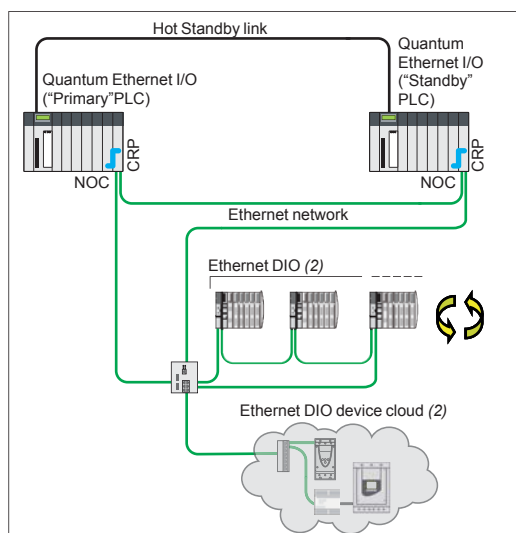 Hot Standby link
Quantum
Ethernet I/O
("Standby"
PLC)
Quantum Ethernet I/O
("Primary"PLC)
CRP
NOC
CRP
NOC
Ethernet network
Ethernet DIO (2)
Ethernet DIO device cloud (2)